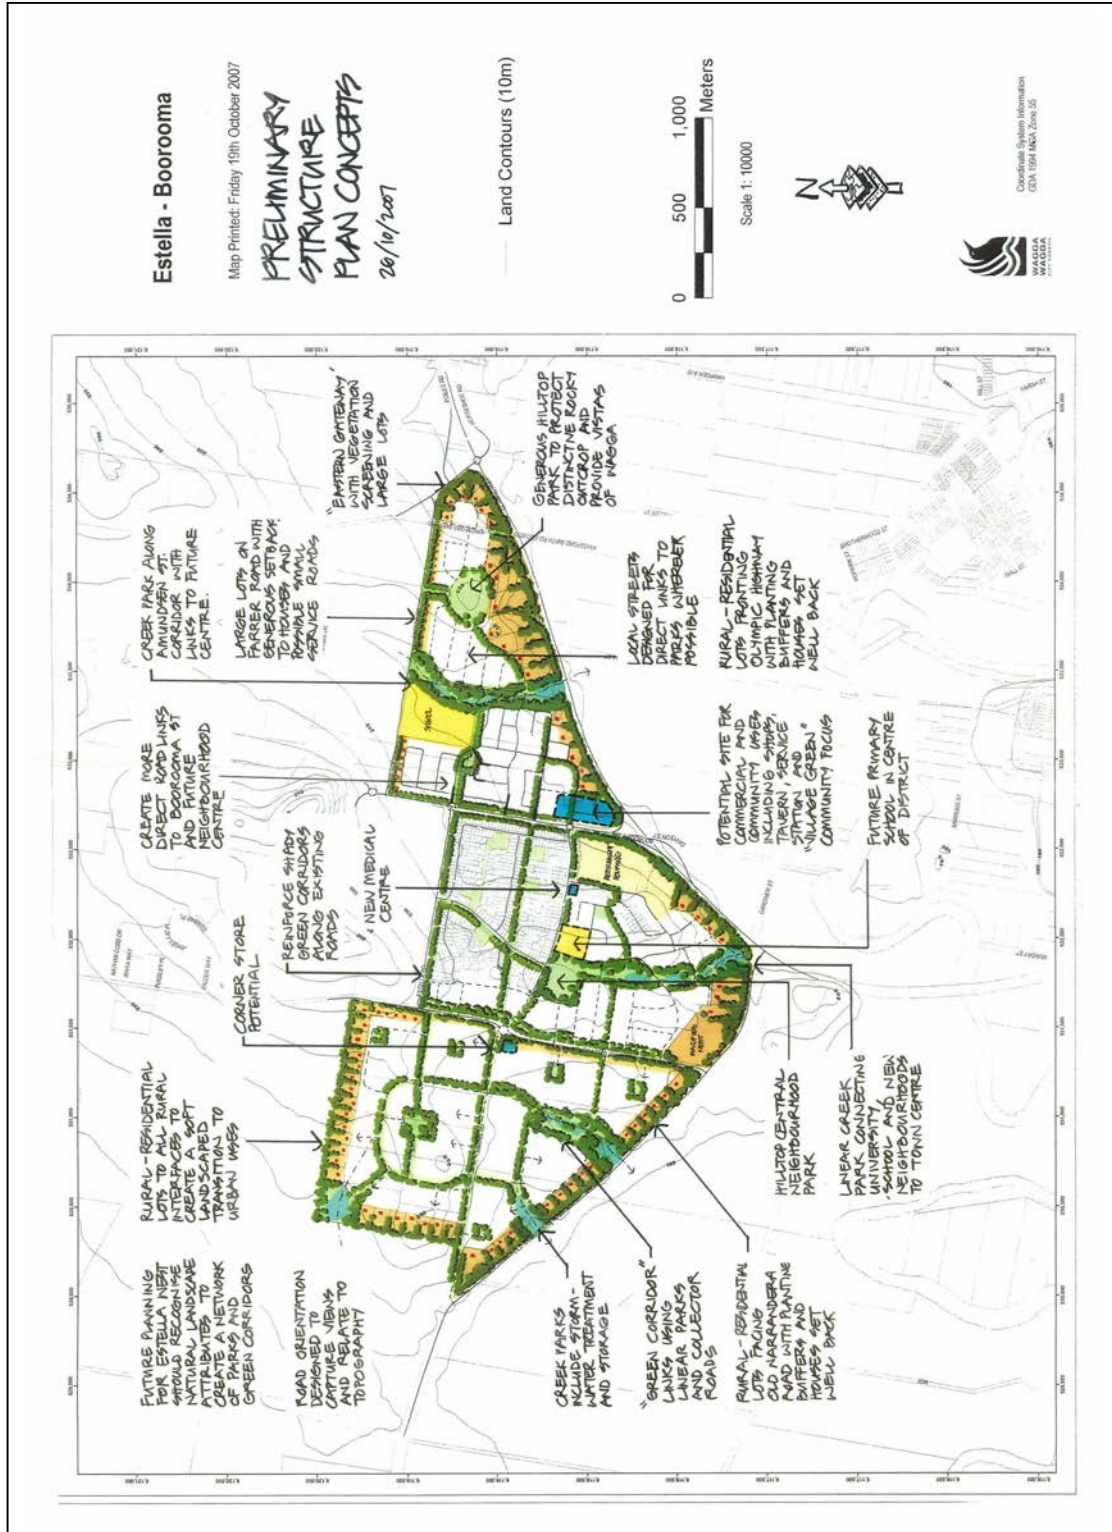 Estella - Boorooma
Map Printed: Friday 19th October 2007
PRELIMINARY
STRUCTURE
PLAN CONCEPTS
26/10/2007
Land Contours (10m)
0 500 1,000
Meters
Scale 1: 10000
N
WAGGA
WAGGA
Coordinate System Information
GDA 1994 MGA Zone 55
FUTURE PLANNING
FOR ESTELLA WEST
SHOULD RECOGNISE
NATURAL LANDSCAPE
ATTRIBUTES TO
CREATE A NETWORK
OF PARKS AND
GREEN CORRIDORS
RURAL-RESIDENTIAL
LOTS TO ALL RURAL
INTERFACES TO
CREATE A SOFT
LANDSCAPED
TRANSITION TO
URBAN USES
CORNER STORE
POTENTIAL
REINFORCE SHADY
GREEN CORRIDORS
ALONG EXISTING
ROADS
NEW MEDICAL
CENTRE
CREATE MORE
DIRECT ROAD LINKS
TO BOOROOMA ST
AND FUTURE
NEIGHBOURHOOD
CENTRE
CREEK PARK ALONG
AMUNDSEN ST.
CORRIDOR WITH
LINKS TO FUTURE
CENTRE.
LARGE LOTS ON
FARRER ROAD WITH
GENEROUS SETBACK
TO HOUSES AND
POSSIBLE SMALL
SERVICE ROADS
"EASTERN GATEWAY"
WITH VEGETATION
SCREENING AND
LARGE LOTS
GENEROUS HILLTOP
PARK TO PROTECT
DISTINCTIVE ROCKY
OUTCROP AND
PROVIDE VISTAS
OF WAGGA
ROAD ORIENTATION
DESIGNED TO
CAPTURE VIEWS
AND RELATE TO
TOPOGRAPHY
CREEK PARKS
INCLUDE STORM-
WATER TREATMENT
AND STORAGE
"GREEN CORRIDOR"
LINKS USING
LINEAR PARKS
AND COLLECTOR
ROADS
RURAL-RESIDENTIAL
LOTS FACING
OLD NARRANDERA
ROAD WITH PLANTING
BUFFERS AND
HOUSES SET
WELL BACK
HILLTOP CENTRAL
NEIGHBOURHOOD
PARK
LINEAR CREEK
PARK CONNECTING
UNIVERSITY,
SCHOOL AND NEW
NEIGHBOURHOODS
TO TOWN CENTRE
FUTURE PRIMARY
SCHOOL IN CENTRE
OF DISTRICT
POTENTIAL SITE FOR
COMMERCIAL AND
COMMUNITY USES
INCLUDING SHOPS,
TAVERN, SERVICE
STATION AND
"VILLAGE GREEN"
COMMUNITY FOCUS
LOCAL STREETS
DESIGNED FOR
DIRECT LINKS TO
PARKS WHEREVER
POSSIBLE
RURAL-RESIDENTIAL
LOTS FRONTING
OLYMPIC HIGHWAY
WITH PLANTING
BUFFERS AND
HOUSES SET
WELL BACK